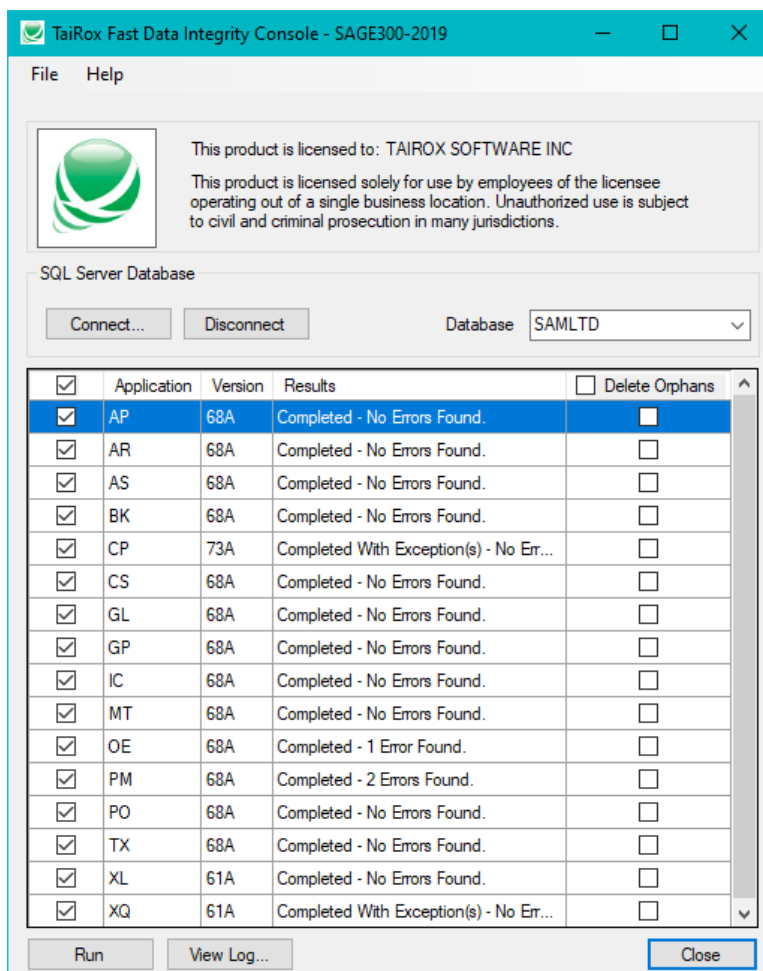 TaiRox Fast Data Integrity Console - SAGE300-2019
File Help
This product is licensed to: TAIROX SOFTWARE INC
This product is licensed solely for use by employees of the licensee
operating out of a single business location. Unauthorized use is subject
to civil and criminal prosecution in many jurisdictions.
SQL Server Database
Connect... Disconnect Database SAMLTD
Application Version Results Delete Orphans
AP 68A Completed - No Errors Found.
AR 68A Completed - No Errors Found.
AS 68A Completed - No Errors Found.
BK 68A Completed - No Errors Found.
CP 73A Completed With Exception(s) - No Err...
CS 68A Completed - No Errors Found.
GL 68A Completed - No Errors Found.
GP 68A Completed - No Errors Found.
IC 68A Completed - No Errors Found.
MT 68A Completed - No Errors Found.
OE 68A Completed - 1 Error Found.
PM 68A Completed - 2 Errors Found.
PO 68A Completed - No Errors Found.
TX 68A Completed - No Errors Found.
XL 61A Completed - No Errors Found.
XQ 61A Completed With Exception(s) - No Err...
Run View Log... Close